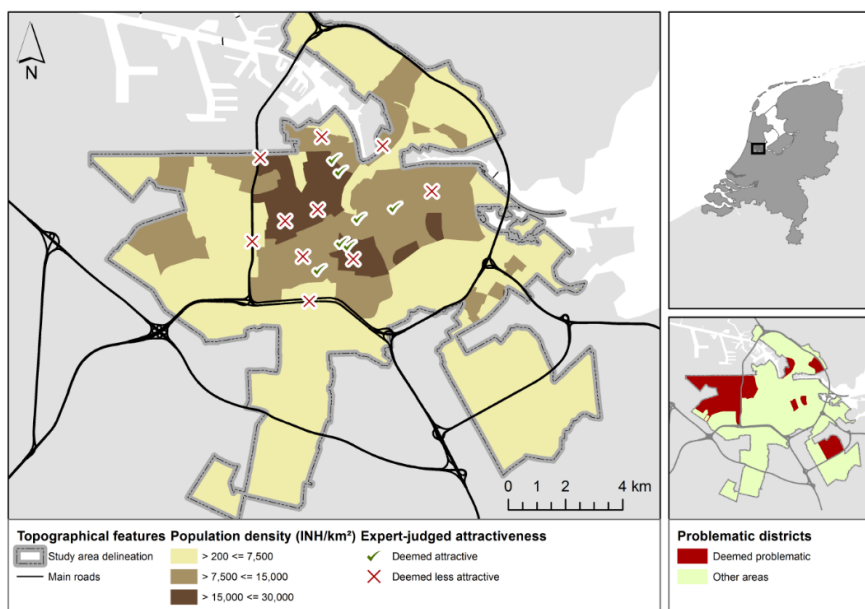 N
0 1 2 4 km
Topographical features
Study area delineation
Main roads
Population density (INH/km²)
> 200 <= 7,500
> 7,500 <= 15,000
> 15,000 <= 30,000
Expert-judged attractiveness
Deemed attractive
Deemed less attractive
Problematic districts
Deemed problematic
Other areas